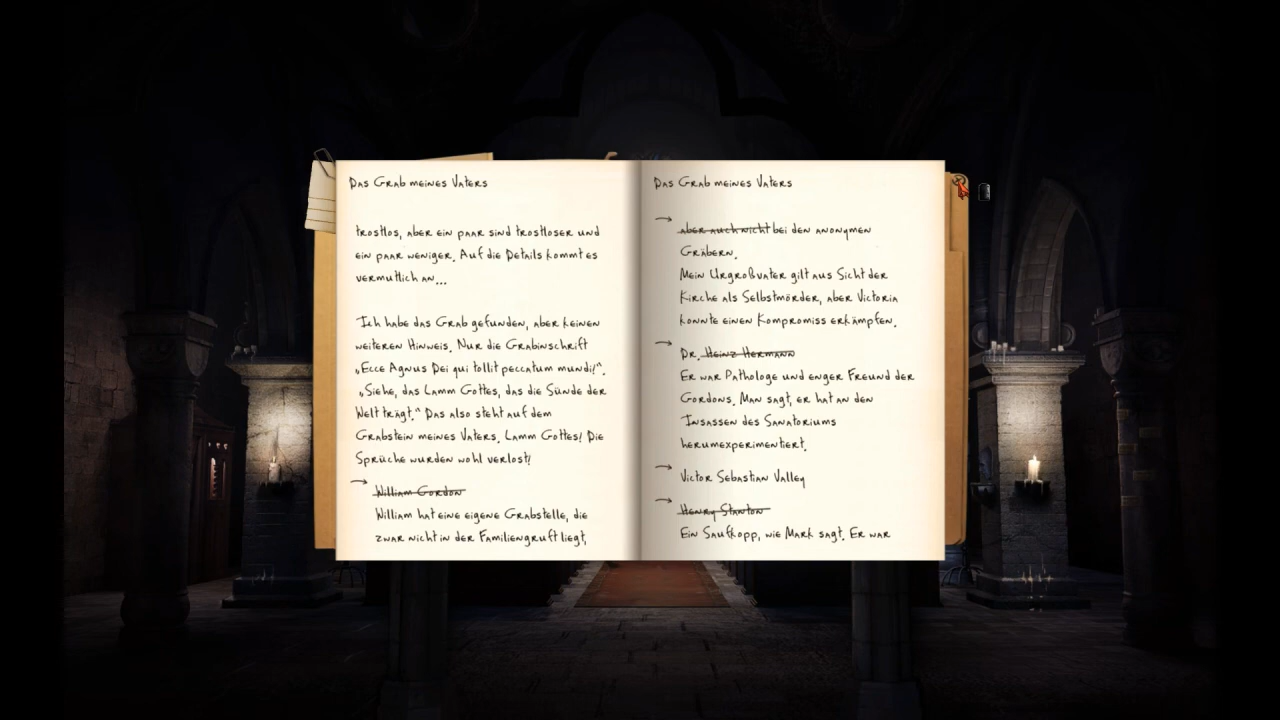 Das Grab meines Vaters
trostlos, aber ein paar sind trostloser und
ein paar weniger. Auf die Details kommt es
vermutlich an...
Ich habe das Grab gefunden, aber keinen
weiteren Hinweis. Nur die Grabinschrift
„Ecce Agnus Dei qui tollit peccatum mundi!“.
„Siehe, das Lamm Gottes, das die Sünde der
Welt trägt.“ Das also steht auf dem
Grabstein meines Vaters. Lamm Gottes! Die
Sprüche wurden wohl verlost!
→
William Gordon
William hat eine eigene Grabstelle, die
zwar nicht in der Familiengruft liegt,
Das Grab meines Vaters
→
aber auch nicht bei den anonymen
Gräbern.
Mein Urgroßvater gilt aus Sicht der
Kirche als Selbstmörder, aber Victoria
konnte einen Kompromiss erkämpfen.
→
Dr. Heinz Hermann
Er war Pathologe und enger Freund der
Gordons. Man sagt, er hat an den
Insassen des Sanatoriums
herumexperimentiert.
→
Victor Sebastian Valley
→
Henry Stanton
Ein Saufkopp, wie Mark sagt. Er war